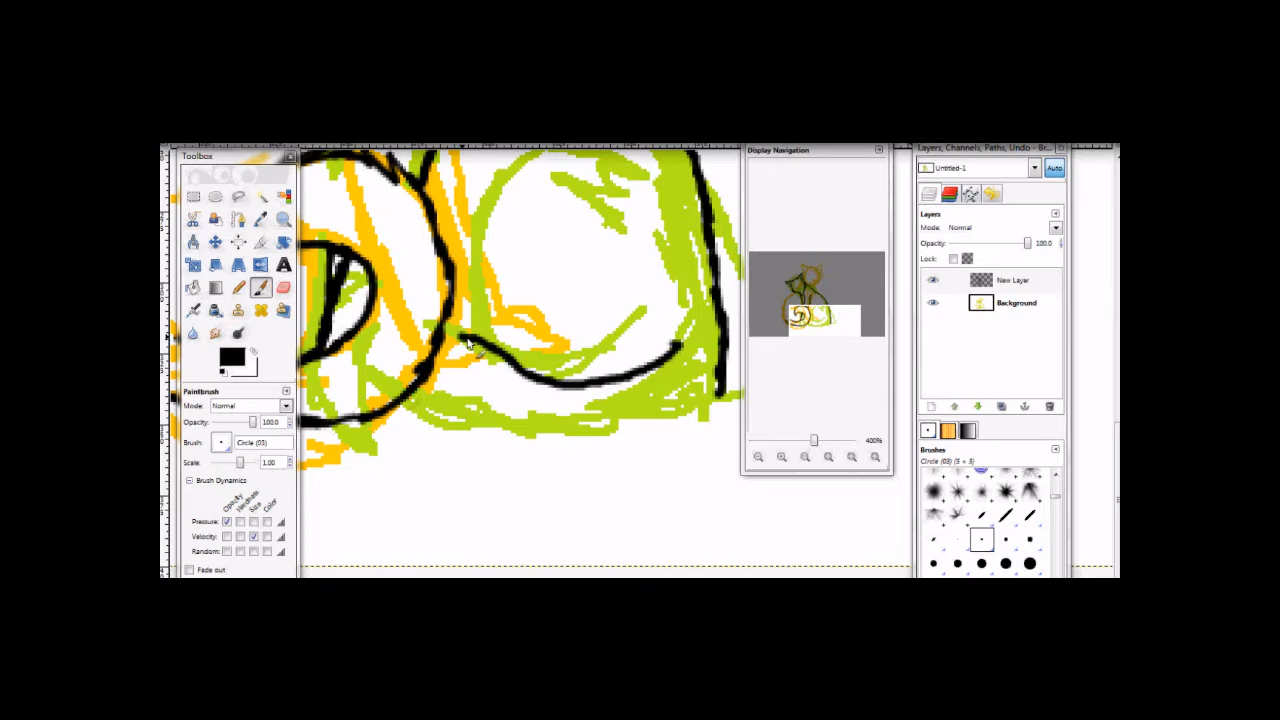 Toolbox
Paintbrush
Mode: Normal
Opacity: 100.0
Brush: Circle (03)
Scale: 1.00
Brush Dynamics
Opacity Hardness Size Color
Pressure:
Velocity:
Random:
Fade out
Display Navigation
400%
Layers, Channels, Paths, Undo - Br...
Untitled-1 Auto
Layers
Mode: Normal
Opacity: 100.0
Lock:
New Layer
Background
Brushes
Circle (03) (5 × 5)